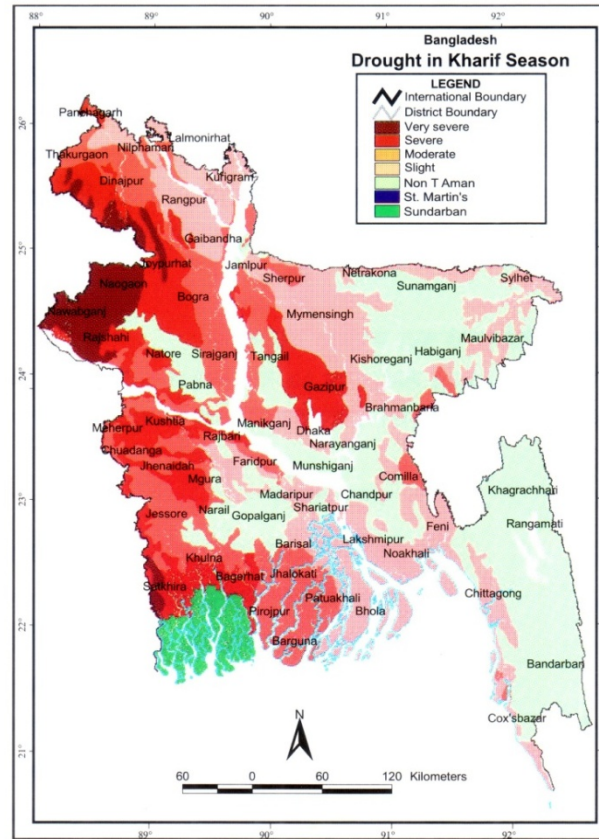 88° 89° 90° 91° 92°
Bangladesh
Drought in Kharif Season
LEGEND
International Boundary
District Boundary
Very severe
Severe
Moderate
Slight
Non T Aman
St. Martin's
Sundarban
26°
Panchagarh
Lalmonirhat
Nilphamari
Thakurgaon
Kurigram
Dinajpur
Rangpur
Gaibandha
25°
Joypurhat
Jamlpur
Sherpur
Netrakona
Sylhet
Naogaon
Sunamganj
Bogra
Nawabganj
Mymensingh
Rajshahi
Maulvibazar
Natore
Sirajganj
Tangail
Kishoreganj
Habiganj
24°
Pabna
Gazipur
Brahmanbaria
Kushtia
Meherpur
Manikganj
Dhaka
Rajbari
Narayanganj
Chuadanga
Faridpur
Munshiganj
Jhenaidah
Comilla
Mgura
Khagrachhari
23°
Madaripur
Chandpur
Jessore
Narail
Gopalganj
Shariatpur
Rangamati
Feni
Barisal
Lakshmipur
Noakhali
Khulna
Satkhira
Bagerhat
Jhalokati
Chittagong
Patuakhali
22°
Pirojpur
Bhola
Barguna
Bandarban
Cox'sbazar
N
21°
60 0 60 120 Kilometers
89° 90° 91° 92°